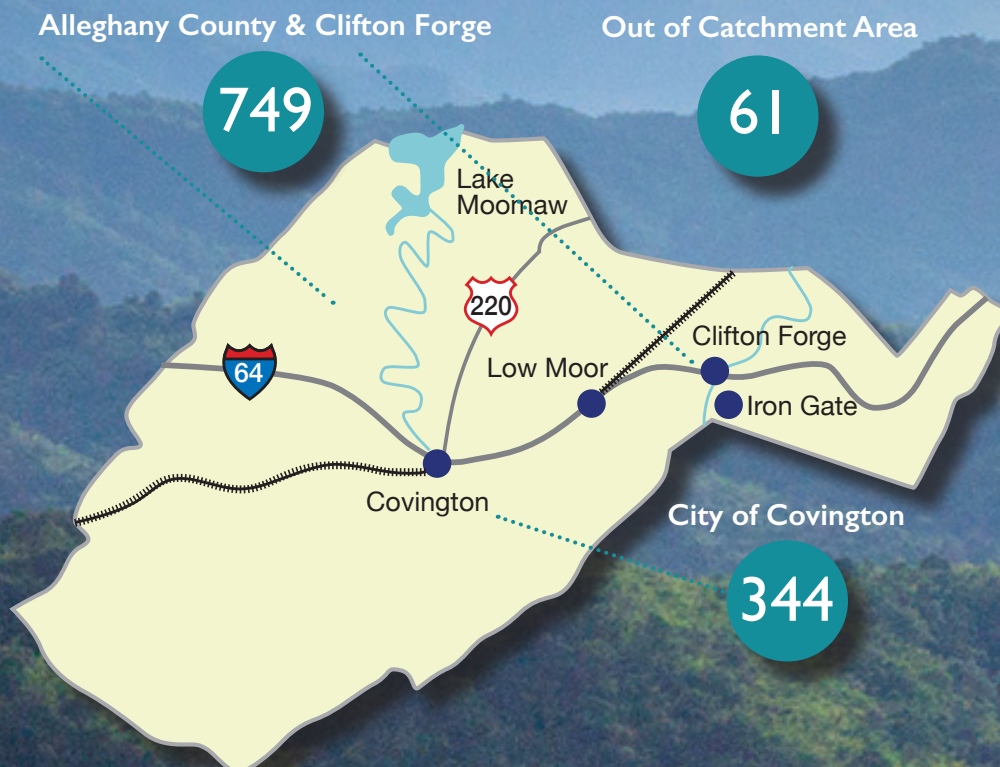 Alleghany County & Clifton Forge
749
Out of Catchment Area
61
Lake
Moomaw
220
64
Low Moor
Clifton Forge
Iron Gate
Covington
City of Covington
344